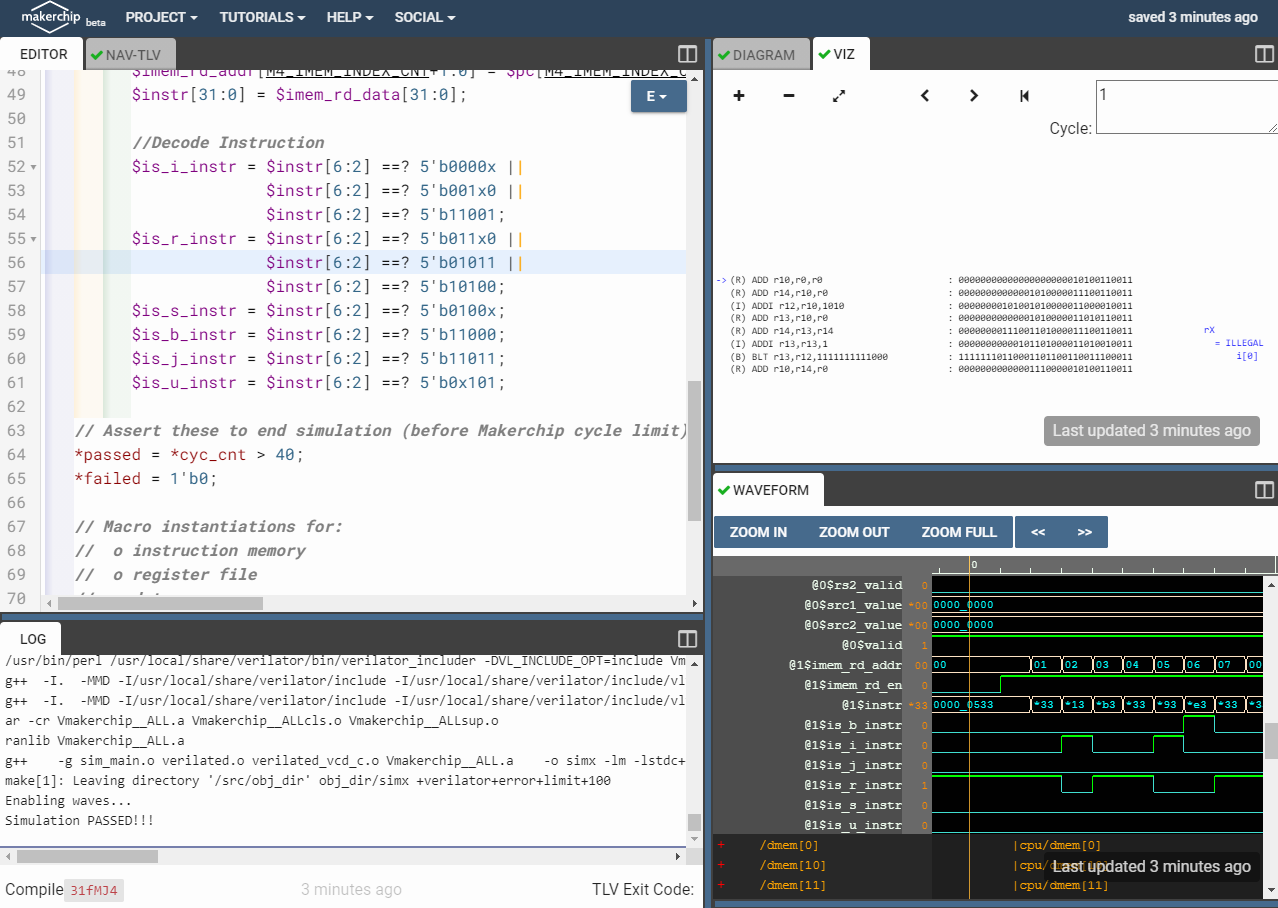 makerchip beta
PROJECT TUTORIALS HELP SOCIAL
saved 3 minutes ago
EDITOR NAV-TLV
48 $imem_rd_addr[M4_IMEM_INDEX_CNT+1:0] = $pc[M4_IMEM_INDEX_C
49 $instr[31:0] = $imem_rd_data[31:0];
E
50
51 //Decode Instruction
52 $is_i_instr = $instr[6:2] ==? 5'b0000x ||
53 $instr[6:2] ==? 5'b001x0 ||
54 $instr[6:2] ==? 5'b11001;
55 $is_r_instr = $instr[6:2] ==? 5'b011x0 ||
56 $instr[6:2] ==? 5'b01011 ||
57 $instr[6:2] ==? 5'b10100;
58 $is_s_instr = $instr[6:2] ==? 5'b0100x;
59 $is_b_instr = $instr[6:2] ==? 5'b11000;
60 $is_j_instr = $instr[6:2] ==? 5'b11011;
61 $is_u_instr = $instr[6:2] ==? 5'b0x101;
62
63 // Assert these to end simulation (before Makerchip cycle limit)
64 *passed = *cyc_cnt > 40;
65 *failed = 1'b0;
66
67 // Macro instantiations for:
68 // o instruction memory
69 // o register file
70
LOG
/usr/bin/perl /usr/local/share/verilator/bin/verilator_includer -DVL_INCLUDE_OPT=include Vm
g++ -I. -MMD -I/usr/local/share/verilator/include -I/usr/local/share/verilator/include/vl
g++ -I. -MMD -I/usr/local/share/verilator/include -I/usr/local/share/verilator/include/vl
ar -cr Vmakerchip__ALL.a Vmakerchip__ALLcls.o Vmakerchip__ALLsup.o
ranlib Vmakerchip__ALL.a
g++ -g sim_main.o verilated.o verilated_vcd_c.o Vmakerchip__ALL.a -o simx -lm -lstdc+
make[1]: Leaving directory '/src/obj_dir' obj_dir/simx +verilator+error+limit+100
Enabling waves...
Simulation PASSED!!!
Compile 31fMJ4 3 minutes ago TLV Exit Code:
DIAGRAM VIZ
Cycle: 1
-> (R) ADD r10,r0,r0 : 00000000000000000000010100110011
(R) ADD r14,r10,r0 : 00000000000001010000011100110011
(I) ADDI r12,r10,1010 : 00000000101001010000011000010011
(R) ADD r13,r10,r0 : 00000000000001010000011010110011
(R) ADD r14,r13,r14 : 00000000111001101000011100110011
(I) ADDI r13,r13,1 : 00000000000101101000011010010011
(B) BLT r13,r12,1111111111000 : 11111110110001101100110011100011
(R) ADD r10,r14,r0 : 00000000000001110000010100110011
rX
= ILLEGAL
i[0]
Last updated 3 minutes ago
WAVEFORM
ZOOM IN ZOOM OUT ZOOM FULL << >>
0
@0$rs2_valid 0
@0$src1_value *00 0000_0000
@0$src2_value *00 0000_0000
@0$valid 1
@1$imem_rd_addr 00 00 01 02 03 04 05 06 07 00
@1$imem_rd_en 0
@1$instr *33 0000_0533 *33 *13 *b3 *33 *93 *e3 *33 *3
@1$is_b_instr 0
@1$is_i_instr 0
@1$is_j_instr 0
@1$is_r_instr 1
@1$is_s_instr 0
@1$is_u_instr 0
+ /dmem[0] |cpu/dmem[0]
+ /dmem[10] |cpu/dmem[10]
Last updated 3 minutes ago
+ /dmem[11] |cpu/dmem[11]